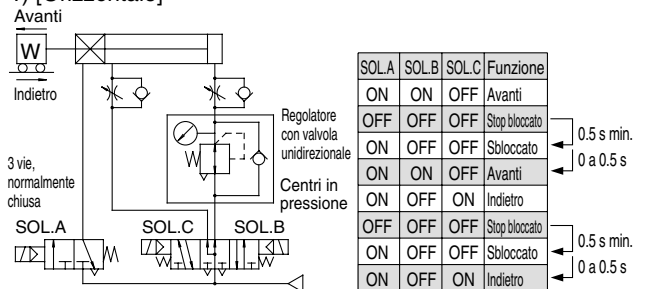 Avanti
W
Indietro
3 vie,
normalmente
chiusa
Regolatore
con valvola
unidirezionale
Centri in
pressione
SOL.A
SOL.C
SOL.B
SOL.A SOL.B SOL.C Funzione
ON ON OFF Avanti
OFF OFF OFF Stop bloccato
ON OFF OFF Sbloccato
ON ON OFF Avanti
ON OFF ON Indietro
OFF OFF OFF Stop bloccato
ON OFF OFF Sbloccato
ON OFF ON Indietro
0.5 s min.
0 a 0.5 s
0.5 s min.
0 a 0.5 s